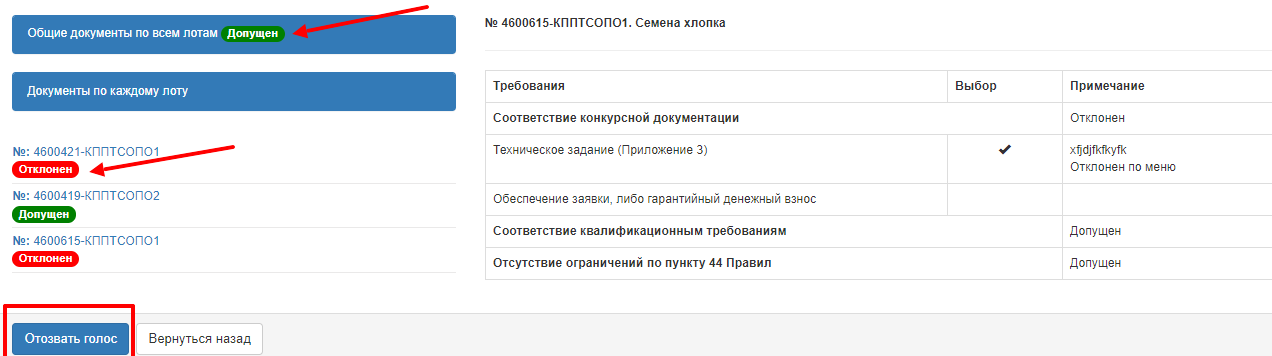 Общие документы по всем лотам Допущен
Документы по каждому лоту
№: 4600421-КППТСОПО1
Отклонен
№: 4600419-КППТСОПО2
Допущен
№: 4600615-КППТСОПО1
Отклонен
№ 4600615-КППТСОПО1. Семена хлопка
Требования Выбор Примечание
Соответствие конкурсной документации Отклонен
Техническое задание (Приложение 3) xfjdjfkfkyfk
Отклонен по меню
Обеспечение заявки, либо гарантийный денежный взнос
Соответствие квалификационным требованиям Допущен
Отсутствие ограничений по пункту 44 Правил Допущен
Отозвать голос Вернуться назад